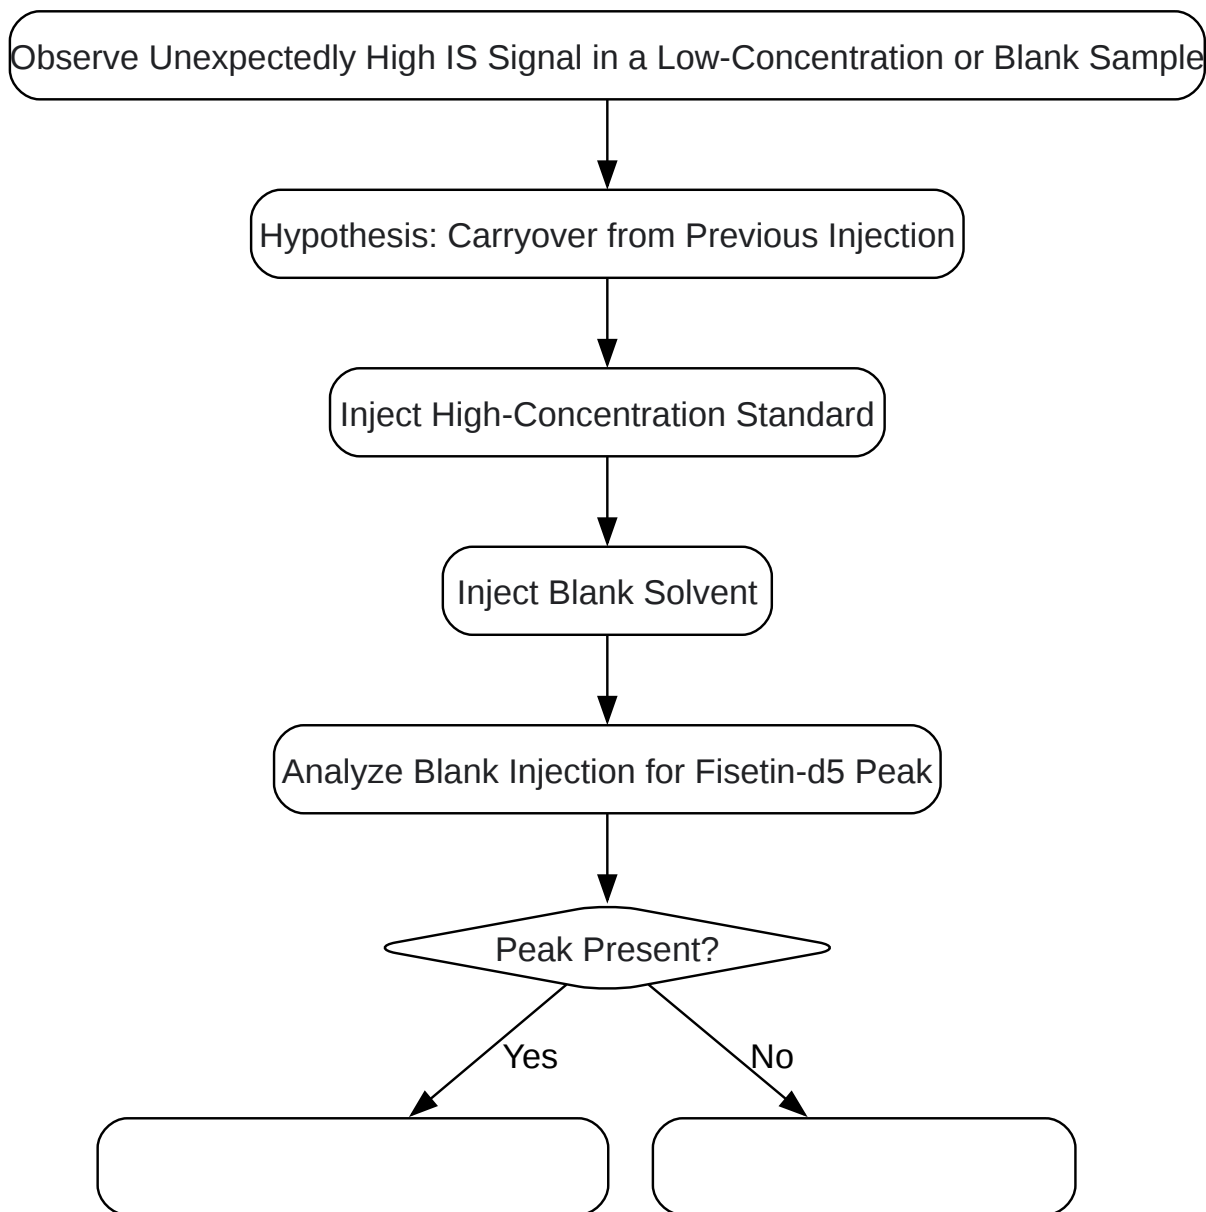 Observe Unexpectedly High IS Signal in a Low-Concentration or Blank Sample
Hypothesis: Carryover from Previous Injection
Inject High-Concentration Standard
Inject Blank Solvent
Analyze Blank Injection for Fisetin-d5 Peak
Peak Present?
Yes
No